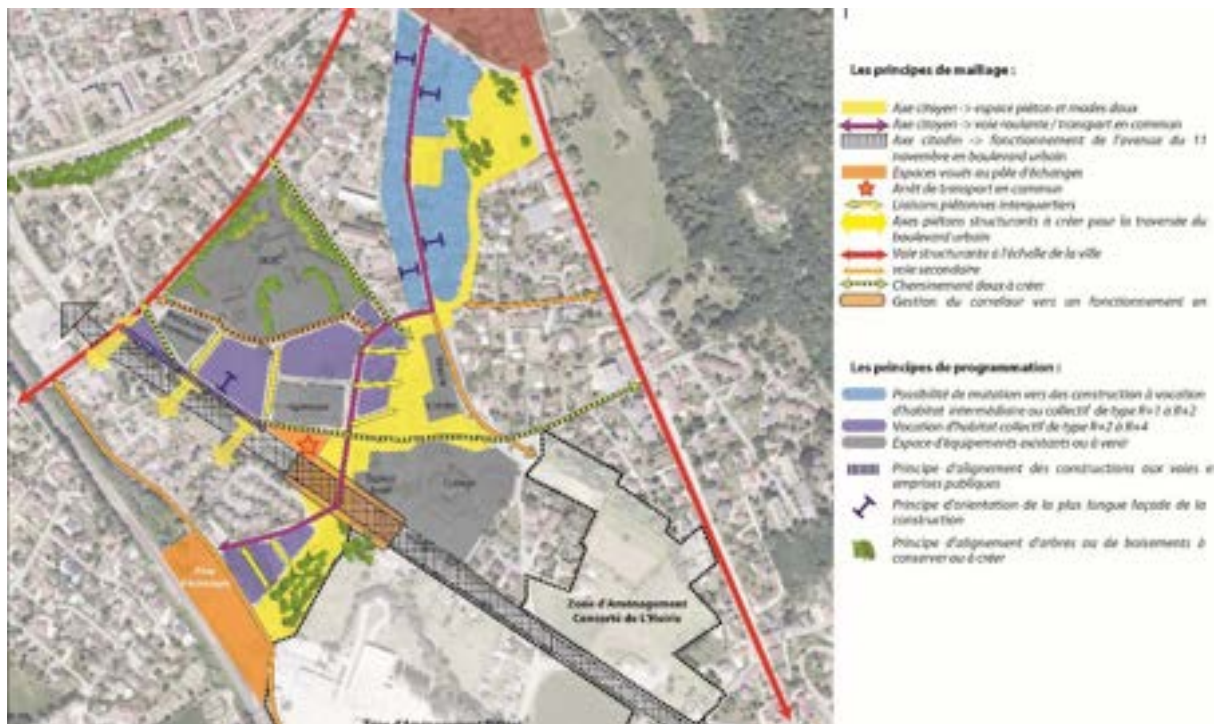 Les principes de maillage :
Axe citoyen -> espace piéton et modes doux
Axe citoyen -> voie roulante / transport en commun
Axe citadin -> fonctionnement de l'avenue du 11
novembre en boulevard urbain
Espaces voués au pôle d'échanges
Arrêt de transport en commun
Liaisons piétonnes interquartiers
Axes piétons structurants à créer pour la traversée du
boulevard urbain
Voie structurante à l'échelle de la ville
voie secondaire
Cheminement doux à créer
Gestion du carrefour vers un fonctionnement en
Les principes de programmation :
Possibilité de mutation vers des construction à vocation
d'habitat intermédiaire ou collectif de type R+1 à R+2
Vocation d'habitat collectif de type R+2 à R+4
Espace d'équipements existants ou à venir
Principe d'alignement des constructions aux voies e
emprises publiques
Principe d'orientation de la plus longue façade de la
construction
Principe d'alignement d'arbres ou de boisements à
conserver ou à créer
Collège
Pôle
d'échanges
Zone d'Aménagement
Concerté de L'Hoirie
Zone d'Aménagement